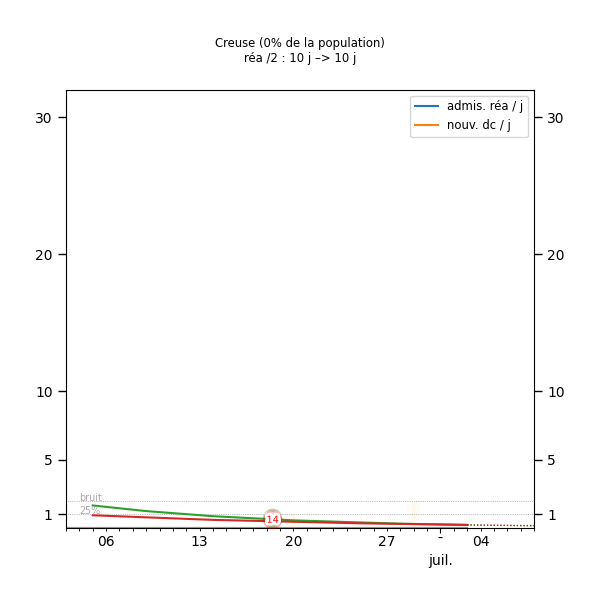 Creuse (0% de la population)
réa /2 : 10 j –> 10 j
admis. réa / j
nouv. dc / j
30 30
20 20
10 10
5 5
bruit
25%
1 1
14
06 13 20 27 - 04
juil.